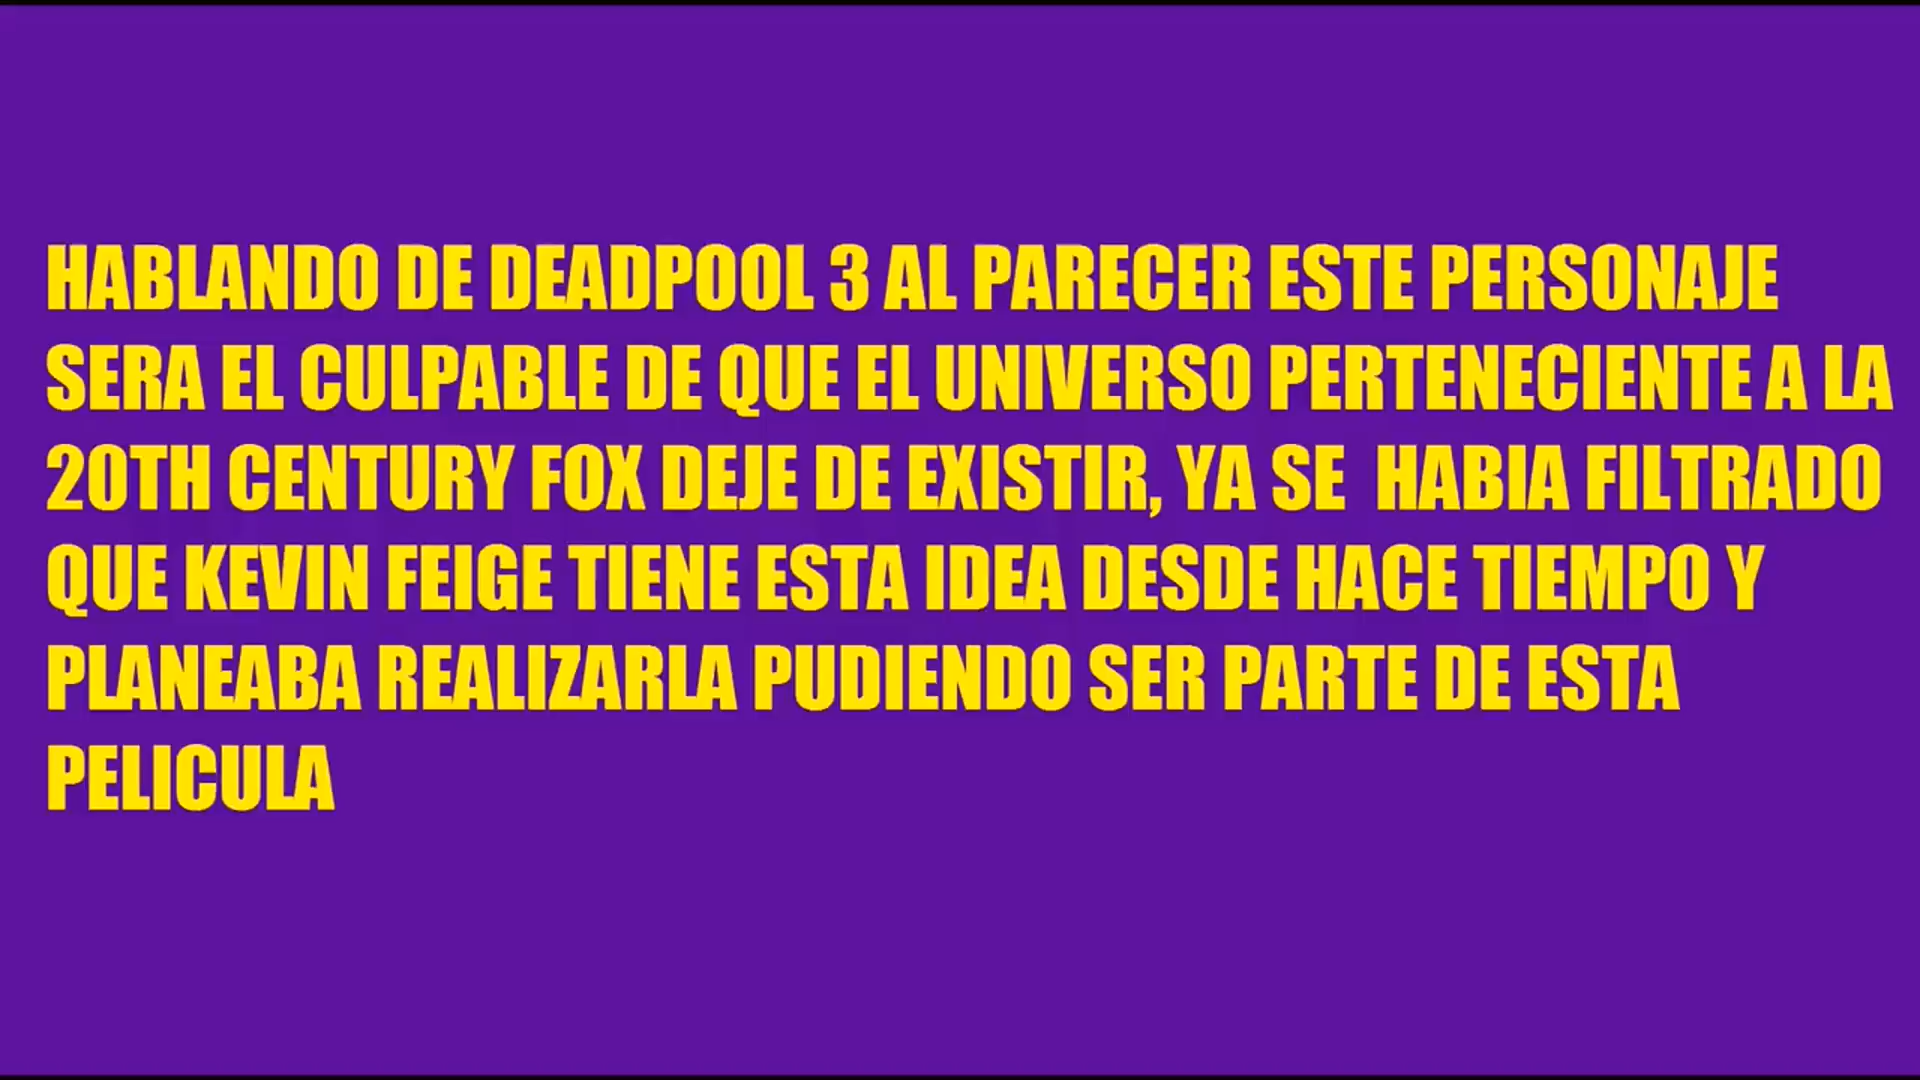 HABLANDO DE DEADPOOL 3 AL PARECER ESTE PERSONAJE
SERA EL CULPABLE DE QUE EL UNIVERSO PERTENECIENTE A LA
20TH CENTURY FOX DEJE DE EXISTIR, YA SE HABIA FILTRADO
QUE KEVIN FEIGE TIENE ESTA IDEA DESDE HACE TIEMPO Y
PLANEABA REALIZARLA PUDIENDO SER PARTE DE ESTA
PELICULA